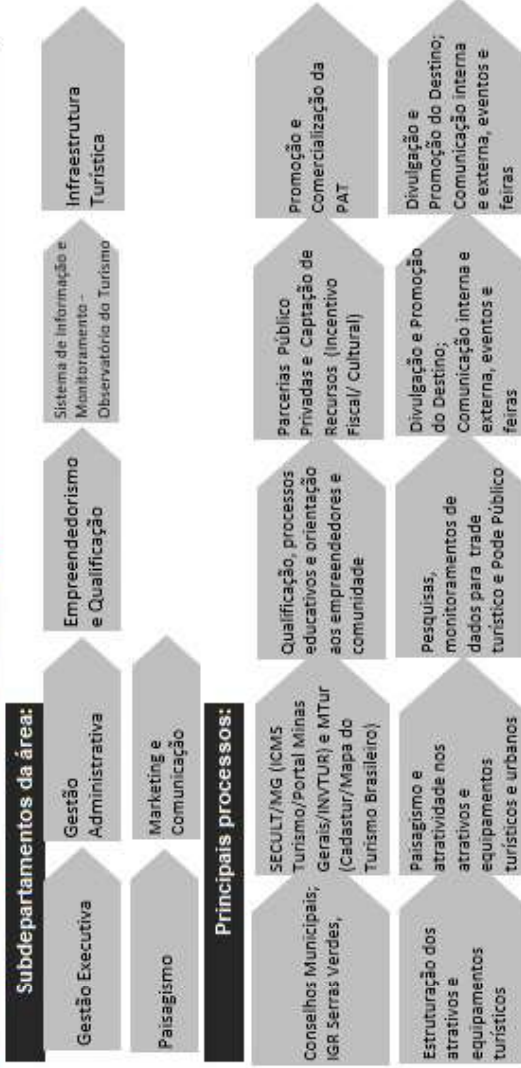 Subdepartamentos da área:
Gestão Executiva
Gestão
Administrativa
Empreendedorismo
e Qualificação
Sistema de Informação e
Monitoramento -
Observatório do Turismo
Infraestrutura
Turística
Paisagismo
Marketing e
Comunicação
Principais processos:
Conselhos Municipais;
IGR Serras Verdes,
SECULT/MG (ICMS
Turismo/Portal Minas
Gerais/INVTUR) e MTur
(Cadastur/Mapa do
Turismo Brasileiro)
Qualificação, processos
educativos e orientação
aos empreendedores e
comunidade
Parcerias Público
Privadas e Captação de
Recursos (Incentivo
Fiscal/ Cultural)
Promoção e
Comercialização da
PAT
Estruturação dos
atrativos e
equipamentos
turísticos
Paisagismo e
atratividade nos
atrativos e
equipamentos
turísticos e urbanos
Pesquisas,
monitoramentos de
dados para trade
turístico e Pode Público
Divulgação e Promoção
do Destino;
Comunicação interna e
externa, eventos e
feiras
Divulgação e
Promoção do Destino;
Comunicação interna
e externa, eventos e
feiras